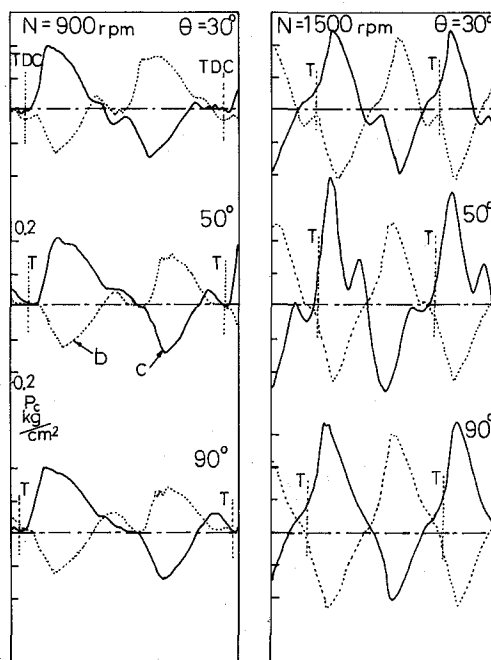 N = 900 rpm θ = 30°
TDC TDC
0.2 50°
T T
b c
0.2
Pc
kg
/cm²
90°
T T
N=1500 rpm θ=30°
T T
50°
T T
90°
T T